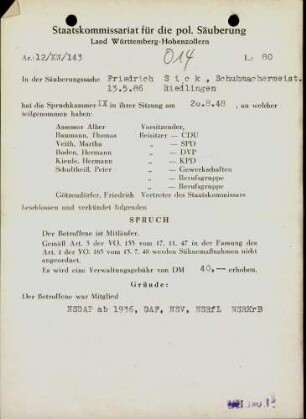 Staatskommissariat für die pol. Säuberung
Land Württemberg-Hohenzollern
Az: 12/KW/143 014 L: 80
In der Säuberungssache Friedrich Sick, Schuhmachermeist.
13.5.86 Riedlingen
hat die Spruchkammer IX in ihrer Sitzung am 20.8.48, an welcher
teilgenommen haben:
Assessor Alber Vorsitzender,
Baumann, Thomas Beisitzer – CDU
Veith, Martha „ – SPD
Boden, Hermann „ – DVP
Kienle, Hermann „ – KPD
Schultheiß, Peter „ – Gewerkschaften
„ – Berufsgruppe
„ – Berufsgruppe
Götzendörfer, Friedrich Vertreter des Staatskommissars
beschlossen und verkündet folgenden
SPRUCH
Der Betroffene ist Mitläufer.
Gemäß Art. 3 der VO. 133 vom 17. 11. 47 in der Fassung des
Art. 1 der VO. 165 vom 13. 7. 48 werden Sühnemaßnahmen nicht
angeordnet.
Es wird eine Verwaltungsgebühr von DM 40,-- erhoben.
Gründe:
Der Betroffene war Mitglied
NSDAP ab 1936, DAF, NSV, NSRfL NSRKrB